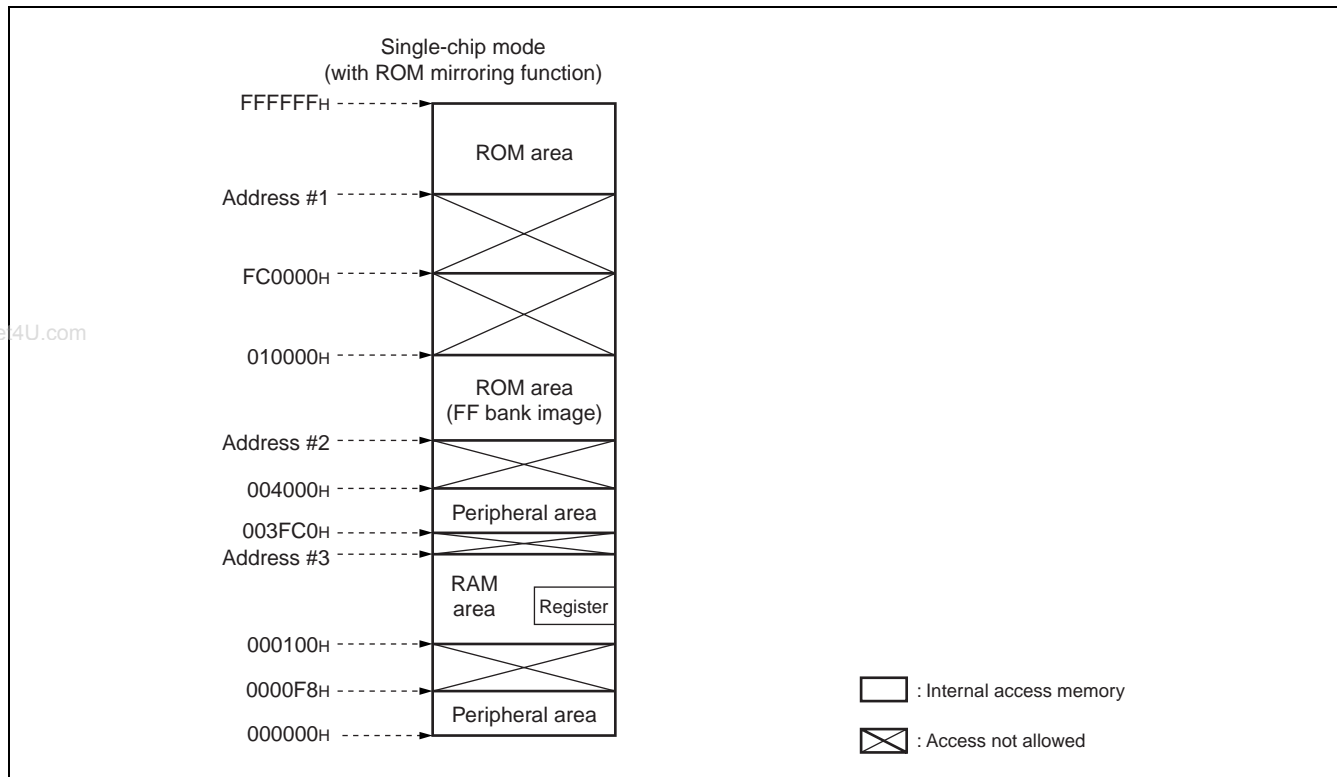 Single-chip mode
(with ROM mirroring function)
FFFFFFH
ROM area
Address #1
FC0000H
et4U.com
010000H
ROM area
(FF bank image)
Address #2
004000H
Peripheral area
003FC0H
Address #3
RAM
area
Register
000100H
0000F8H
Peripheral area
000000H
: Internal access memory
: Access not allowed